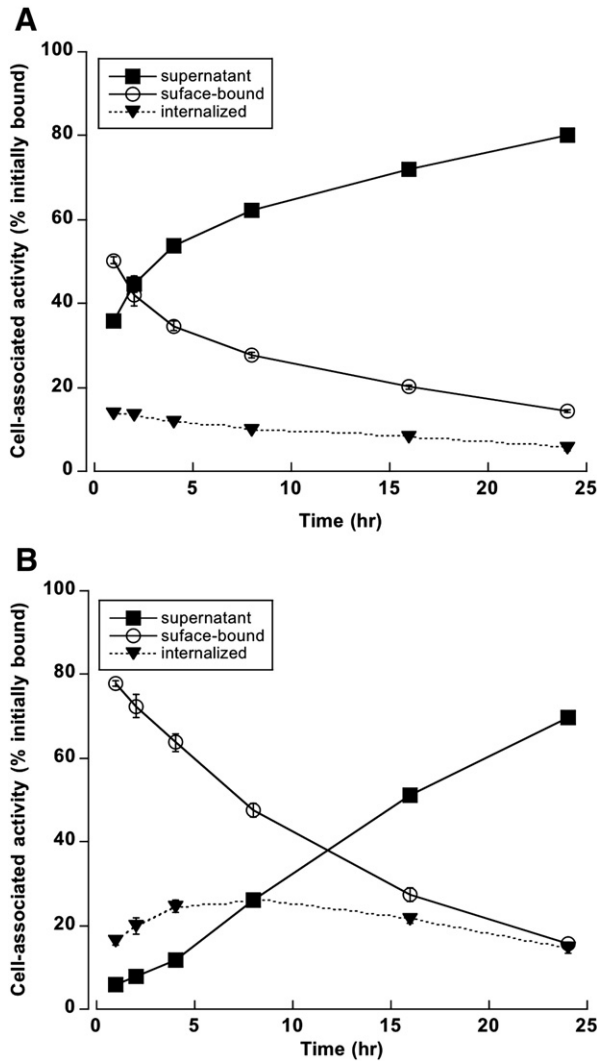 A
100
80
60
40
20
0
Cell-associated activity (% initially bound)
supernatant
suface-bound
internalized
0 5 10 15 20 25
Time (hr)
B
100
80
60
40
20
0
Cell-associated activity (% initially bound)
supernatant
suface-bound
internalized
0 5 10 15 20 25
Time (hr)